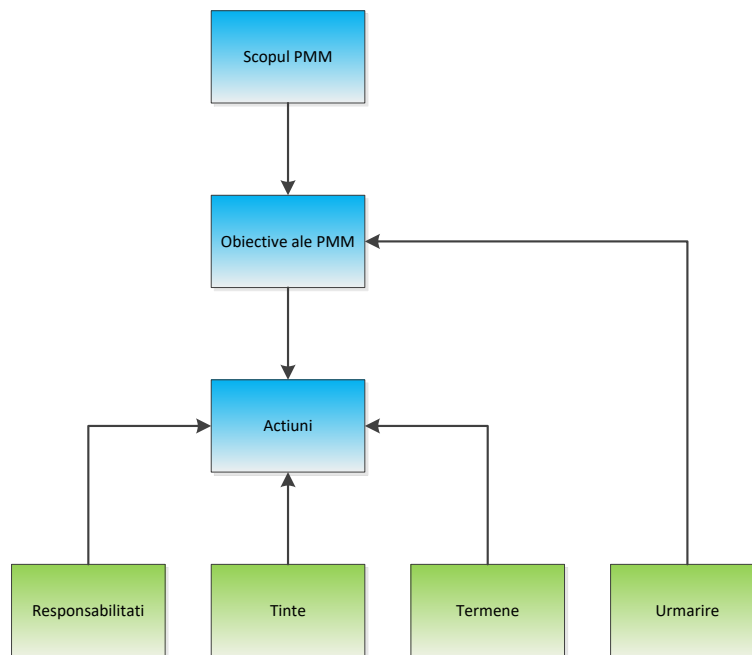 Scopul PMM
Obiective ale PMM
Actiuni
Responsabilitati
Tinte
Termene
Urmarire